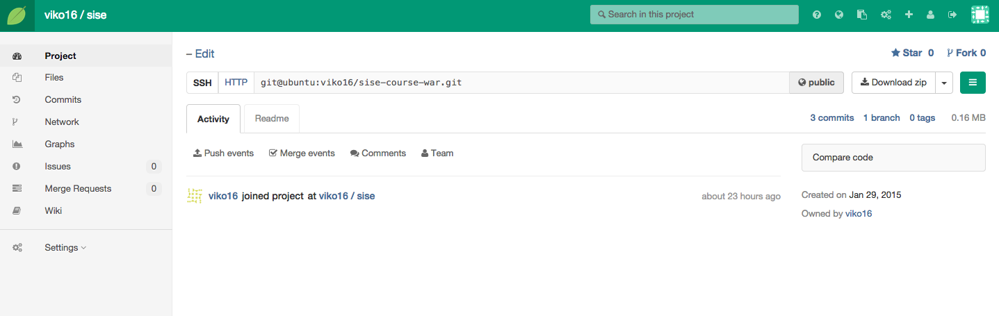 viko16 / sise
Search in this project
Project
Files
Commits
Network
Graphs
Issues 0
Merge Requests 0
Wiki
Settings
– Edit
Star 0 Fork 0
SSH HTTP git@ubuntu:viko16/sise-course-war.git public Download zip
Activity Readme 3 commits 1 branch 0 tags 0.16 MB
Push events Merge events Comments Team
Compare code
viko16 joined project at viko16 / sise about 23 hours ago
Created on Jan 29, 2015
Owned by viko16